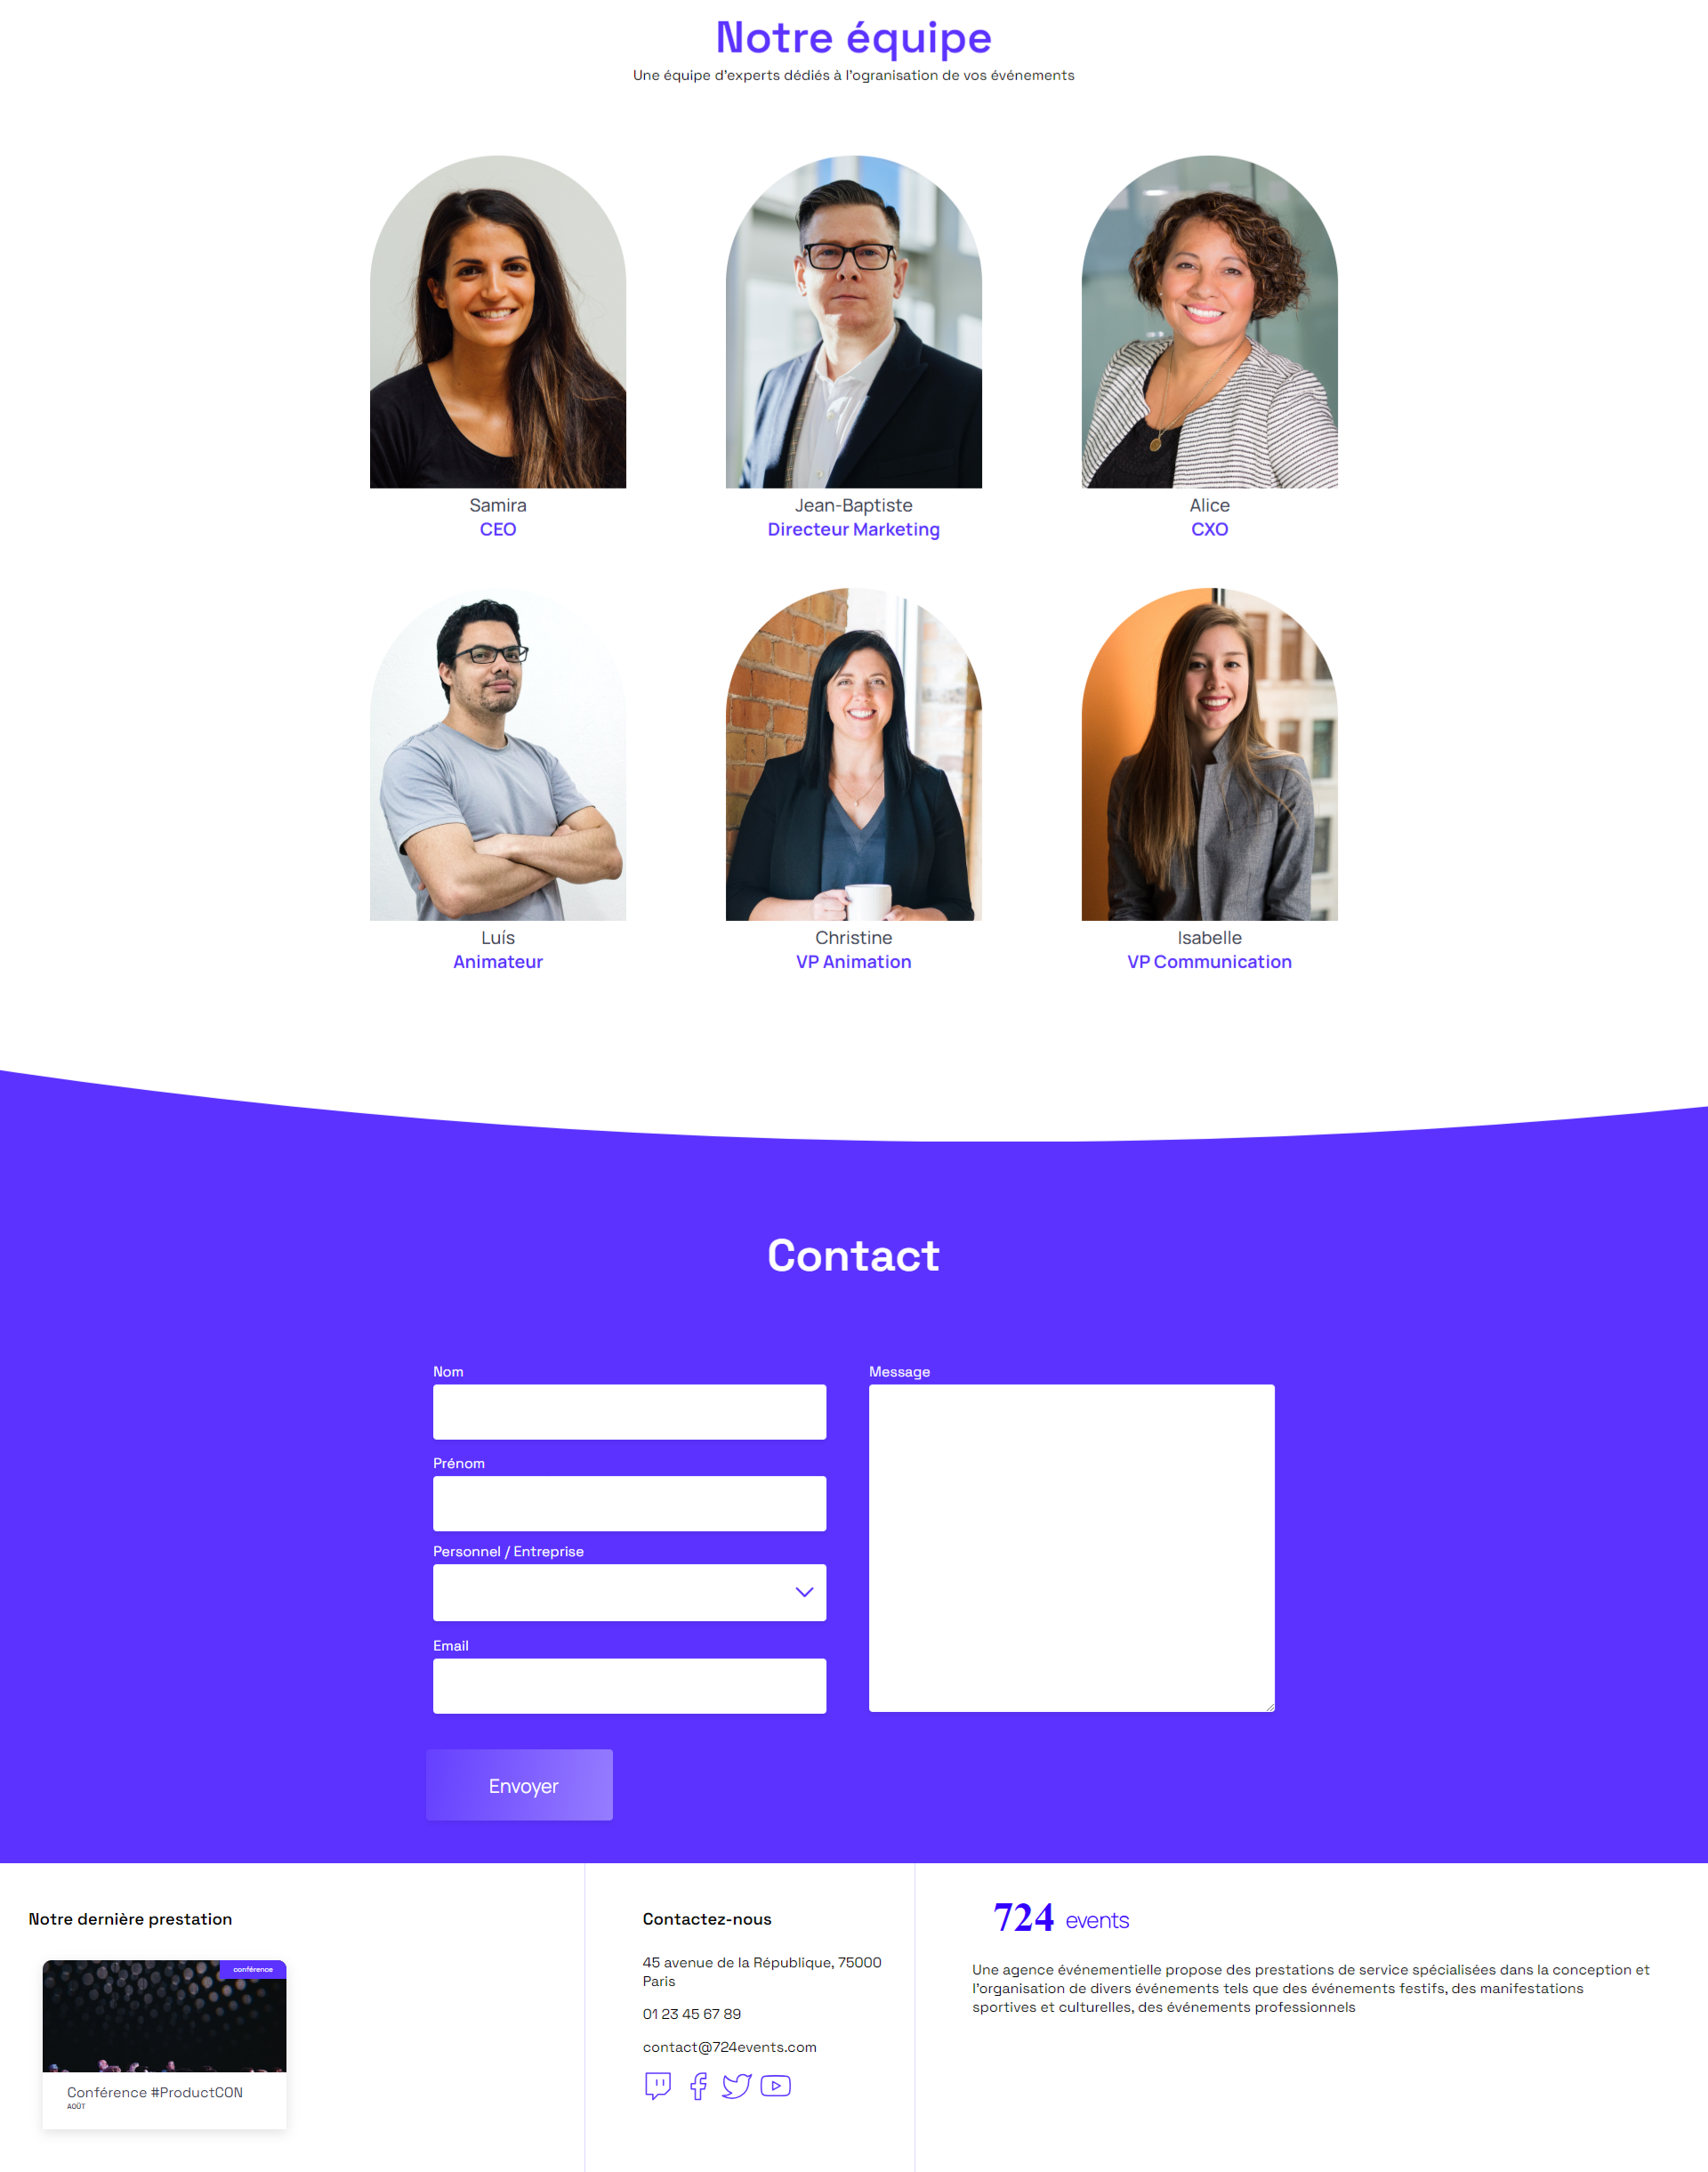 Notre équipe
Une équipe d'experts dédiés à l'ogranisation de vos événements
Samira
CEO
Jean-Baptiste
Directeur Marketing
Alice
CXO
Luís
Animateur
Christine
VP Animation
Isabelle
VP Communication
Contact
Nom
Prénom
Personnel / Entreprise
Email
Message
Envoyer
Notre dernière prestation
conférence
Conférence #ProductCON
AOÛT
Contactez-nous
45 avenue de la République, 75000
Paris
01 23 45 67 89
contact@724events.com
724 events
Une agence événementielle propose des prestations de service spécialisées dans la conception et
l'organisation de divers événements tels que des événements festifs, des manifestations
sportives et culturelles, des événements professionnels